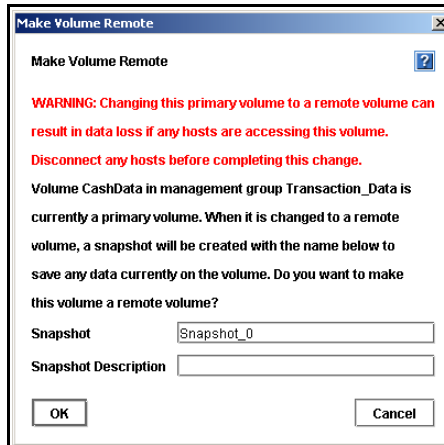 Make Volume Remote
Make Volume Remote
?
WARNING: Changing this primary volume to a remote volume can
result in data loss if any hosts are accessing this volume.
Disconnect any hosts before completing this change.
Volume CashData in management group Transaction_Data is
currently a primary volume. When it is changed to a remote
volume, a snapshot will be created with the name below to
save any data currently on the volume. Do you want to make
this volume a remote volume?
Snapshot Snapshot_0
Snapshot Description
OK Cancel